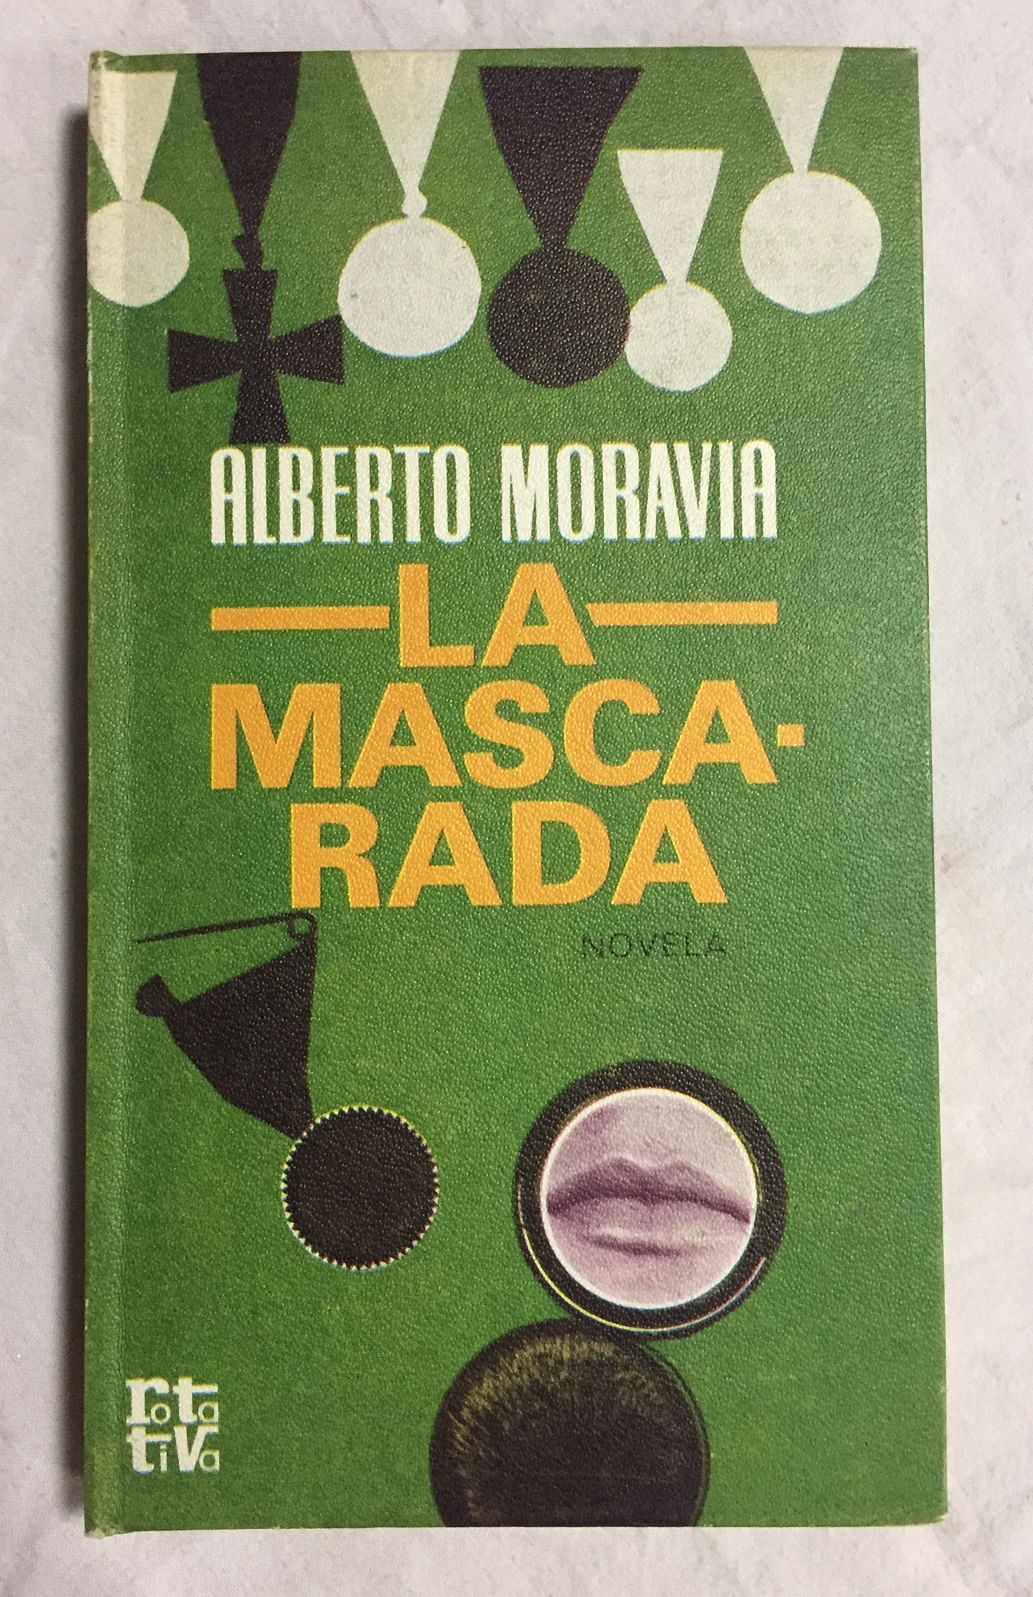 ALBERTO MORAVIA
LA
MASCA-
RADA
NOVELA
rota
tiva